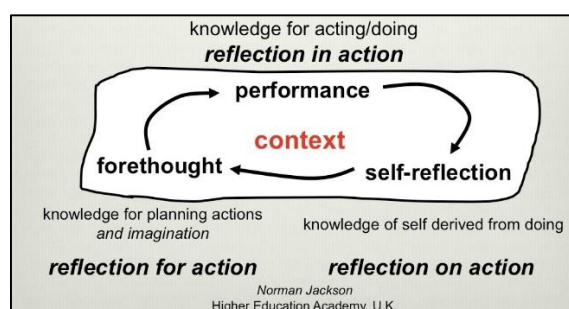 knowledge for acting/doing
reflection in action
performance
context
forethought
self-reflection
knowledge for planning actions
and imagination
knowledge of self derived from doing
reflection for action
reflection on action
Norman Jackson
Higher Education Academy, U.K.